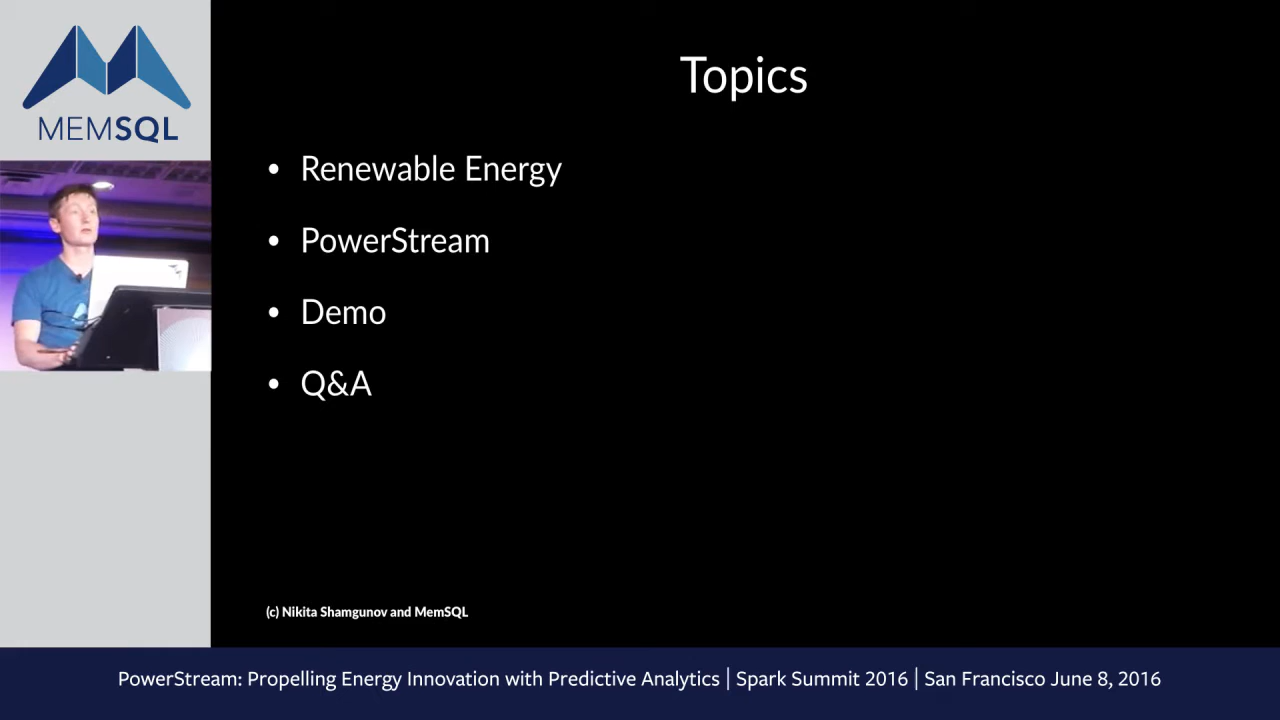 MEMSQL
Topics
• Renewable Energy
• PowerStream
• Demo
• Q&A
(c) Nikita Shamgunov and MemSQL
PowerStream: Propelling Energy Innovation with Predictive Analytics | Spark Summit 2016 | San Francisco June 8, 2016